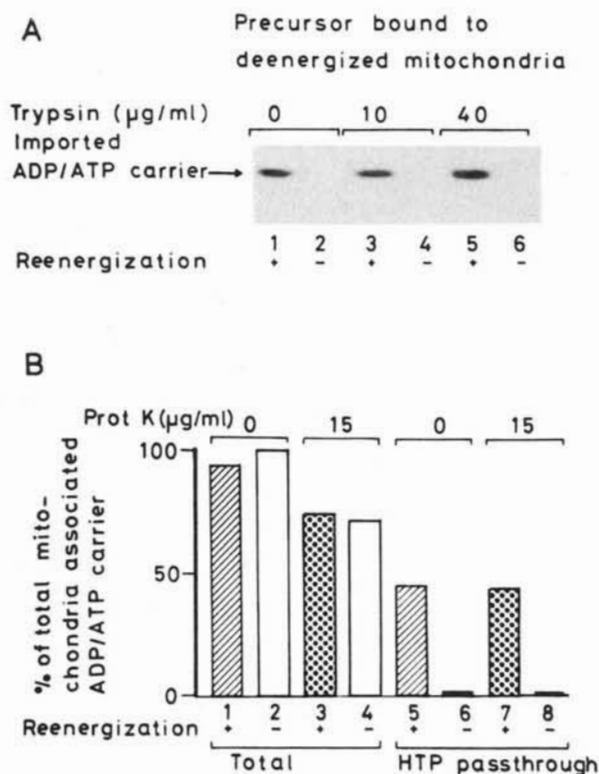 A
Precursor bound to
deenergized mitochondria
Trypsin (µg/ml) 0 10 40
Imported
ADP/ATP carrier
1 2 3 4 5 6
Reenergization + - + - + -
B
Prot K (µg/ml) 0 15 0 15
% of total mito-
chondria associated
ADP/ATP carrier
100
50
0
1 2 3 4 5 6 7 8
Reenergization + - + - + - + -
Total HTP passthrough